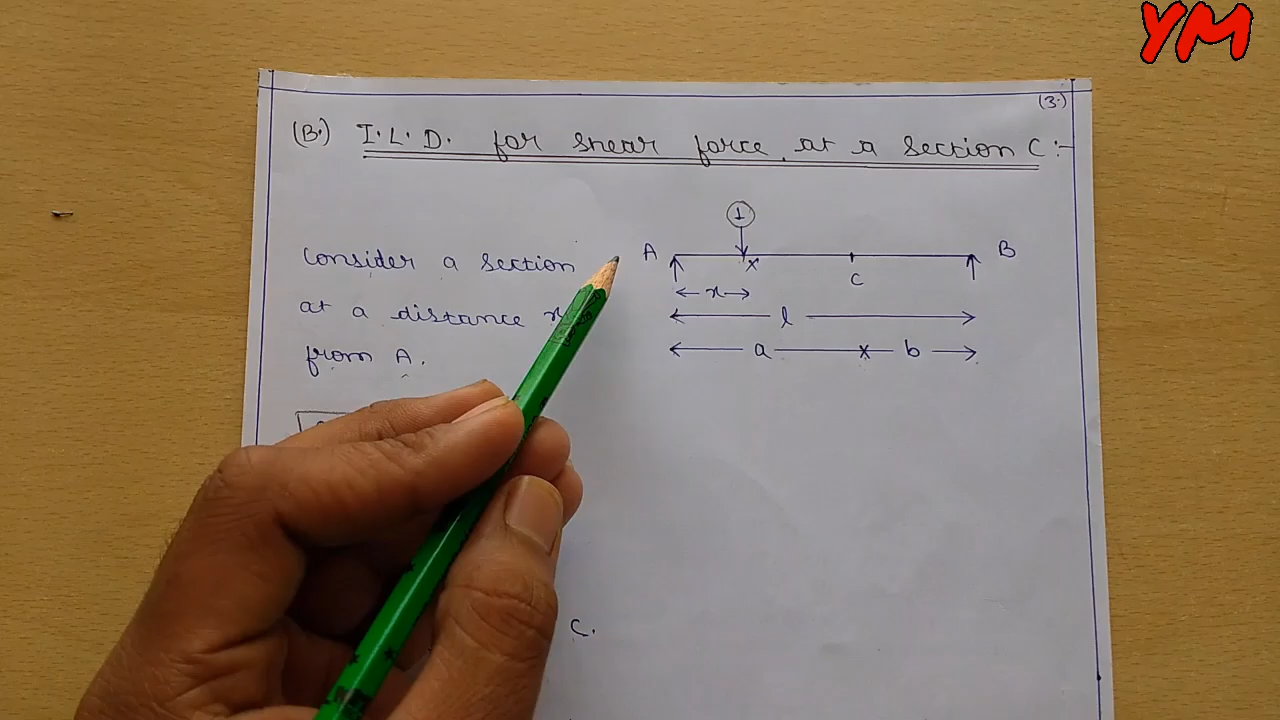 YM
(3.)
(B.) I.L.D. for shear force at a section C :-
1
Consider a section
A
x
C
B
at a distance x
x
l
from A.
a
b
C.